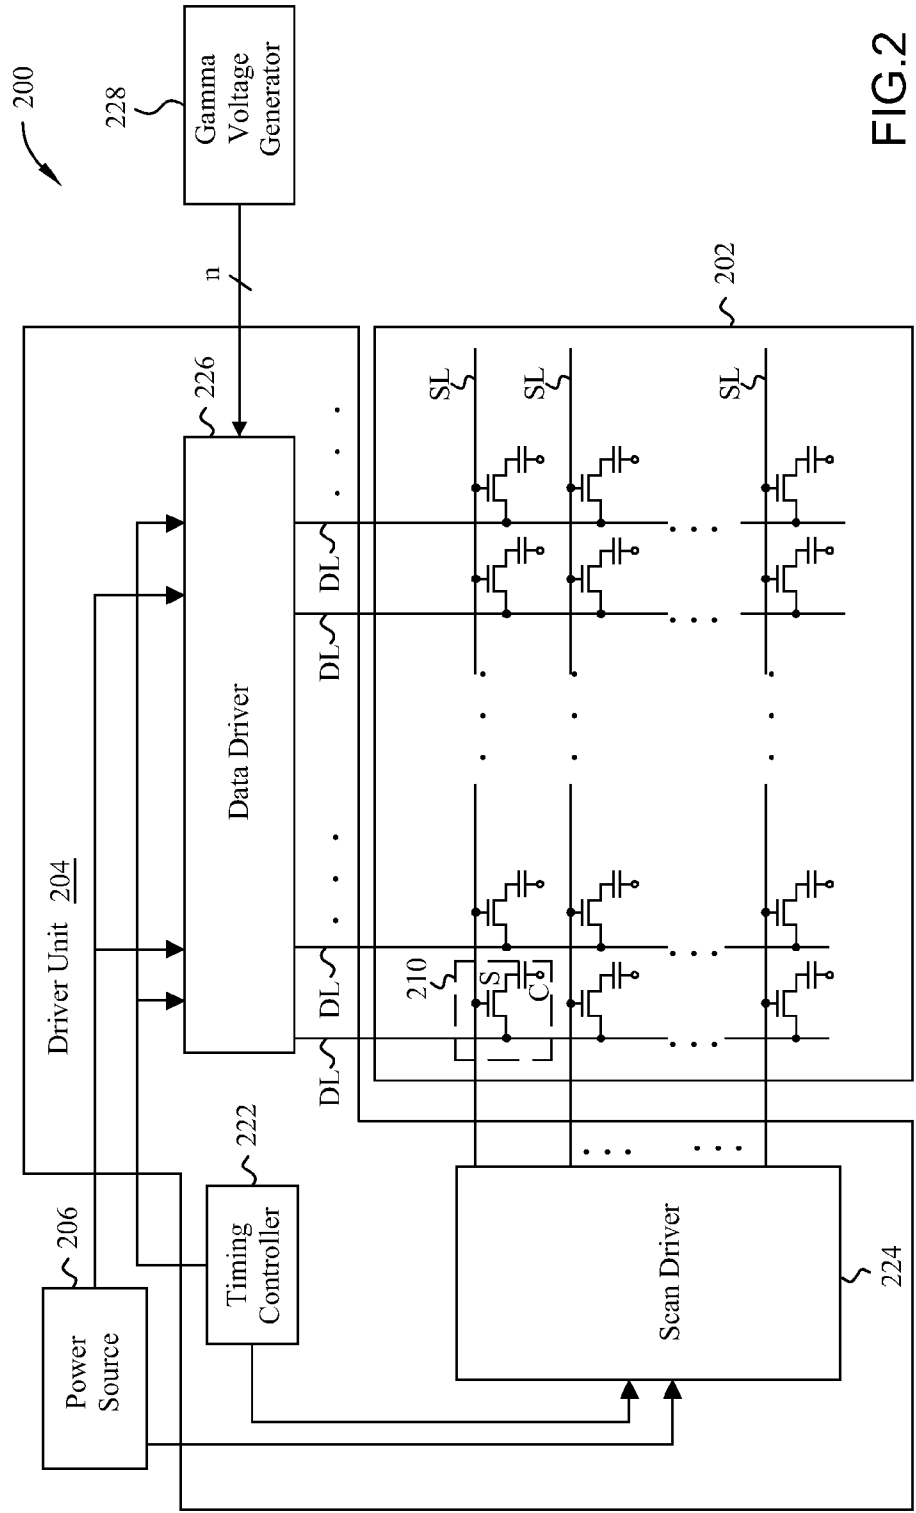 200
206
Power
Source
Driver Unit 204
222
Timing
Controller
226
Data Driver
228
Gamma
Voltage
Generator
n
DL
DL
DL
DL
224
Scan Driver
210
S
C
SL
SL
SL
202
FIG.2